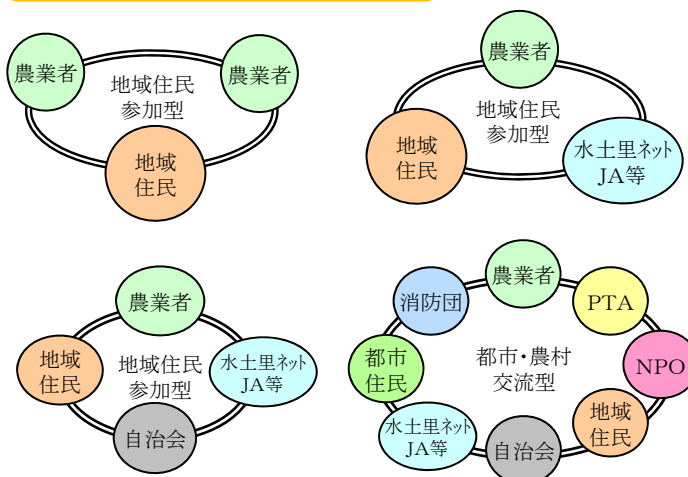 農業者
農業者
地域住民
参加型
地域
住民
農業者
地域住民
参加型
地域
住民
水土里ネット
JA等
農業者
地域
住民
地域住民
参加型
水土里ネット
JA等
自治会
農業者
消防団
PTA
都市
住民
都市・農村
交流型
NPO
地域
住民
水土里ネット
JA等
自治会